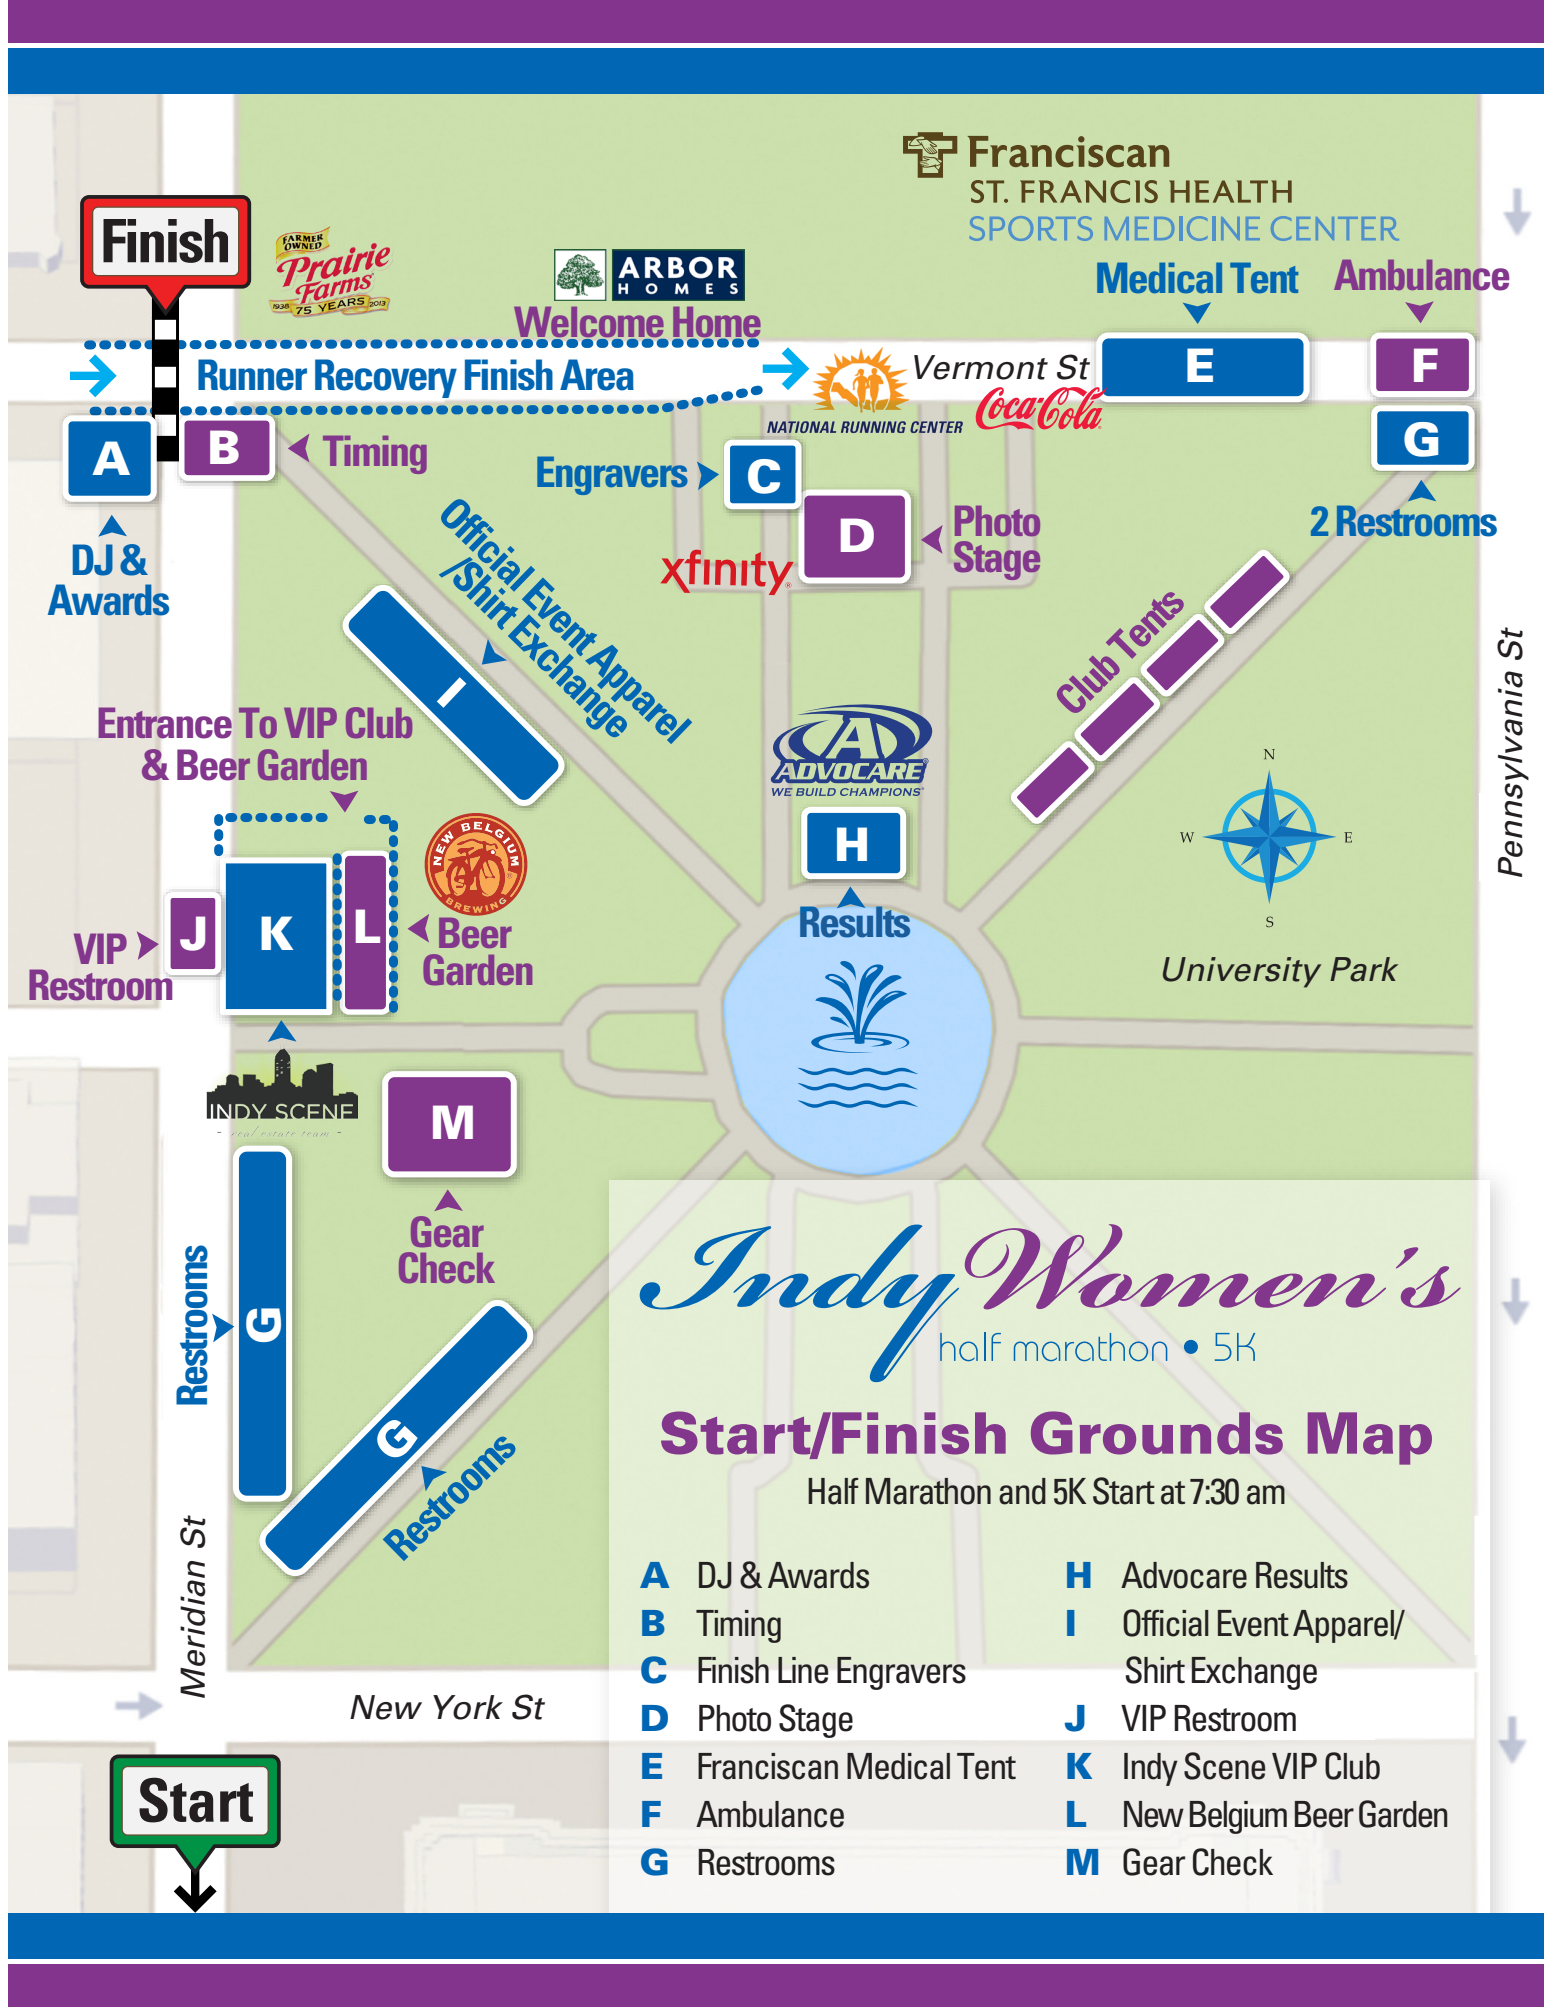 Franciscan
ST. FRANCIS HEALTH
SPORTS MEDICINE CENTER
Finish
FARMER
OWNED
Prairie
Farms
1938 75 YEARS 2013
ARBOR
HOMES
Welcome Home
Medical Tent
Ambulance
Runner Recovery Finish Area
Vermont St
E
F
NATIONAL RUNNING CENTER
Coca-Cola
A
B
Timing
G
Engravers
C
DJ &
Awards
D
Photo
Stage
2 Restrooms
xfinity
Official Event Apparel
/Shirt Exchange
I
Club Tents
Pennsylvania St
Entrance To VIP Club
& Beer Garden
A
ADVOCARE®
WE BUILD CHAMPIONS
N
W
E
S
H
Results
NEW BELGIUM
BREWING
J
K
L
VIP
Restroom
Beer
Garden
University Park
INDY SCENE
- real estate team -
M
Gear
Check
Restrooms
G
G
Restrooms
Meridian St
New York St
Start
Indy Women's
half marathon • 5K
Start/Finish Grounds Map
Half Marathon and 5K Start at 7:30 am
A DJ & Awards
B Timing
C Finish Line Engravers
D Photo Stage
E Franciscan Medical Tent
F Ambulance
G Restrooms
H Advocare Results
I Official Event Apparel/
Shirt Exchange
J VIP Restroom
K Indy Scene VIP Club
L New Belgium Beer Garden
M Gear Check